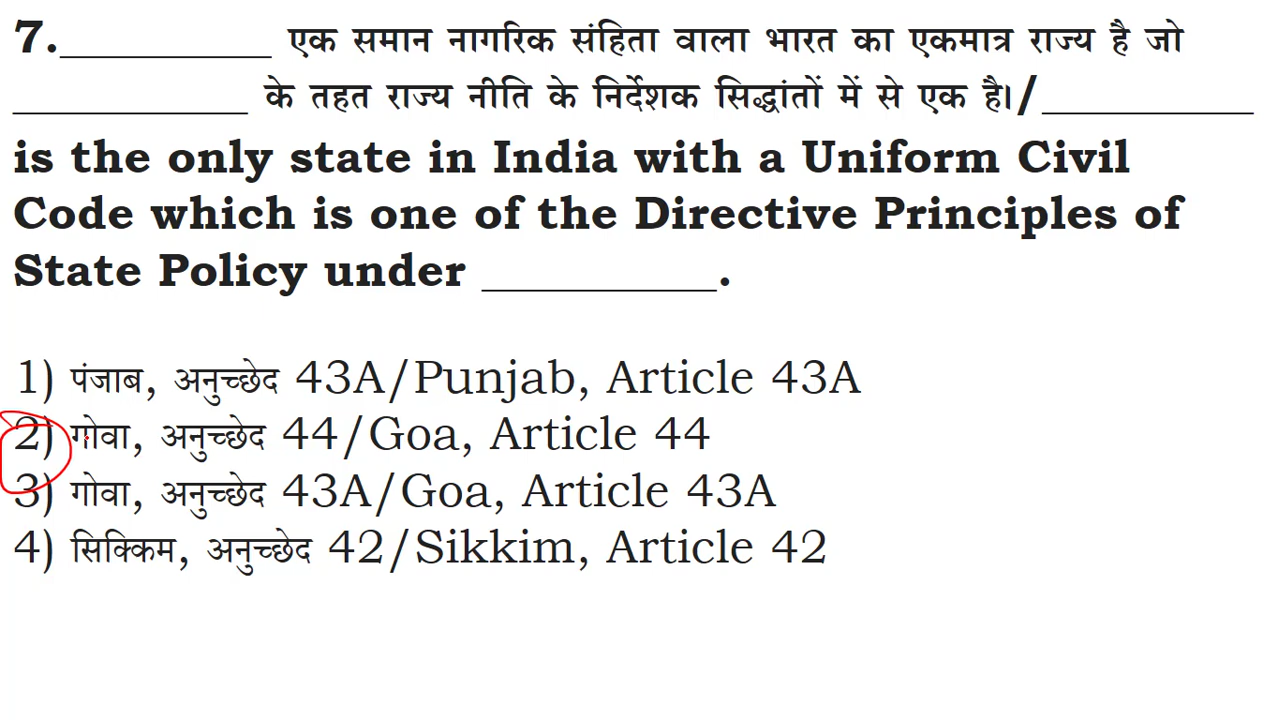 7.__________ एक समान नागरिक संहिता वाला भारत का एकमात्र राज्य है जो
___________ के तहत राज्य नीति के निर्देशक सिद्धांतों में से एक है।/__________
is the only state in India with a Uniform Civil
Code which is one of the Directive Principles of
State Policy under ___________.
1) पंजाब, अनुच्छेद 43A/Punjab, Article 43A
2) गोवा, अनुच्छेद 44/Goa, Article 44
3) गोवा, अनुच्छेद 43A/Goa, Article 43A
4) सिक्किम, अनुच्छेद 42/Sikkim, Article 42